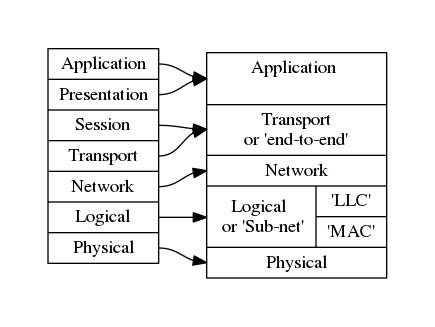 Application
Presentation
Session
Transport
Network
Logical
Physical
Application
Transport
or 'end-to-end'
Network
Logical
or 'Sub-net'
'LLC'
'MAC'
Physical